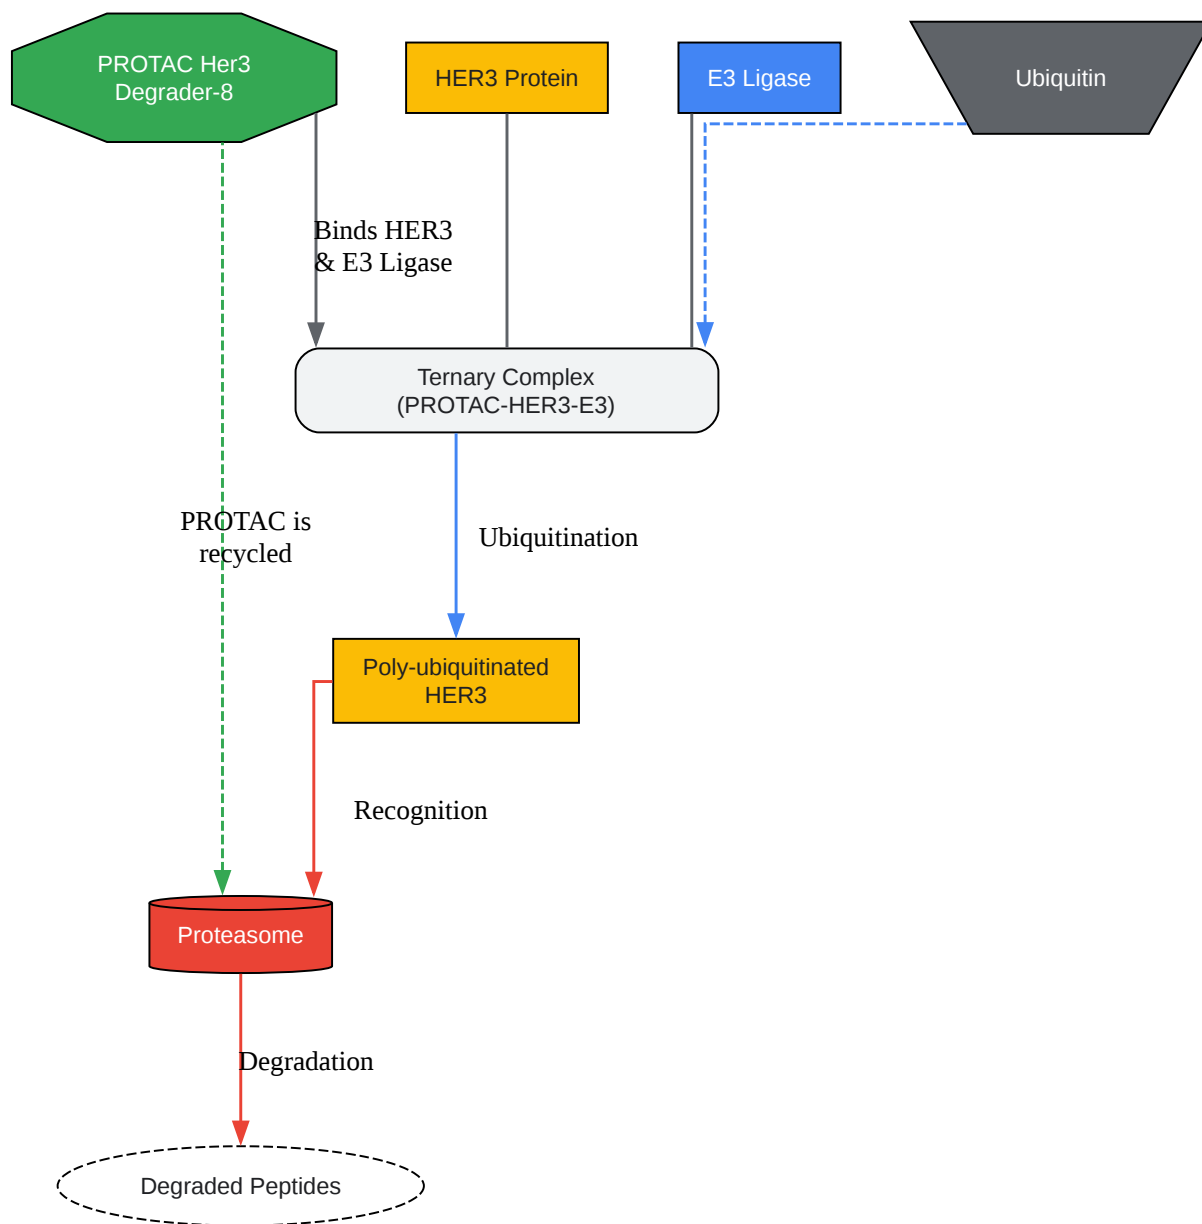 PROTAC Her3
Degrader-8
HER3 Protein
E3 Ligase
Ubiquitin
Binds HER3
& E3 Ligase
Ternary Complex
(PROTAC-HER3-E3)
PROTAC is
recycled
Ubiquitination
Poly-ubiquitinated
HER3
Recognition
Proteasome
Degradation
Degraded Peptides